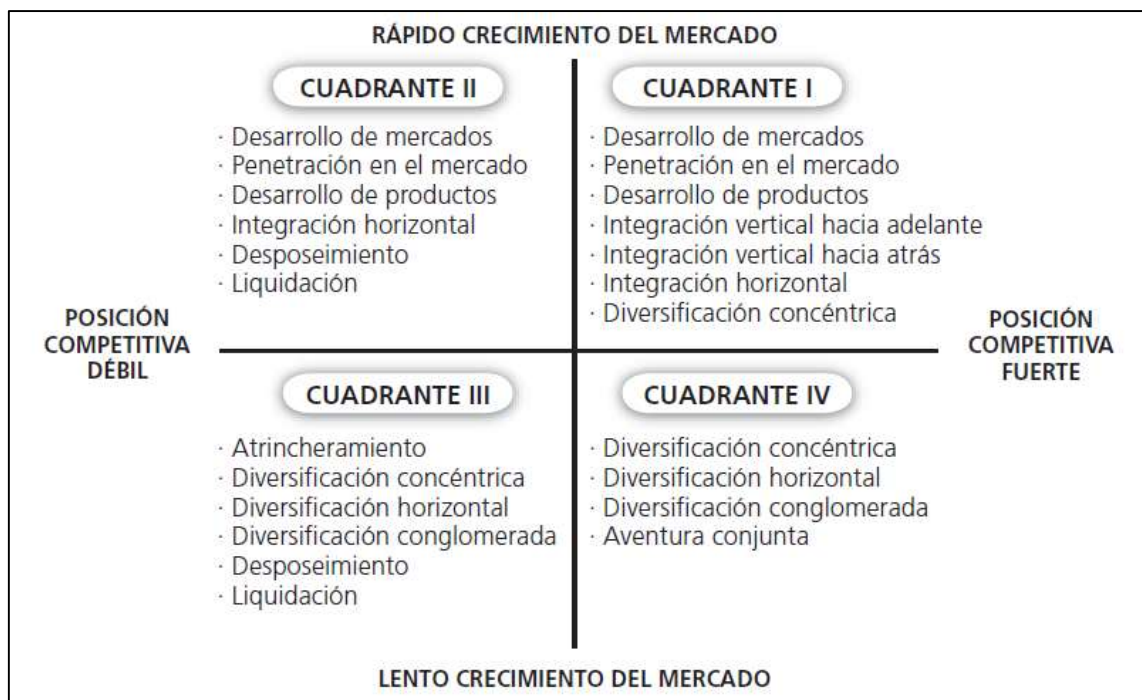 RÁPIDO CRECIMIENTO DEL MERCADO
CUADRANTE II
· Desarrollo de mercados
· Penetración en el mercado
· Desarrollo de productos
· Integración horizontal
· Desposeimiento
· Liquidación
CUADRANTE I
· Desarrollo de mercados
· Penetración en el mercado
· Desarrollo de productos
· Integración vertical hacia adelante
· Integración vertical hacia atrás
· Integración horizontal
· Diversificación concéntrica
POSICIÓN
COMPETITIVA
DÉBIL
POSICIÓN
COMPETITIVA
FUERTE
CUADRANTE III
· Atrincheramiento
· Diversificación concéntrica
· Diversificación horizontal
· Diversificación conglomerada
· Desposeimiento
· Liquidación
CUADRANTE IV
· Diversificación concéntrica
· Diversificación horizontal
· Diversificación conglomerada
· Aventura conjunta
LENTO CRECIMIENTO DEL MERCADO